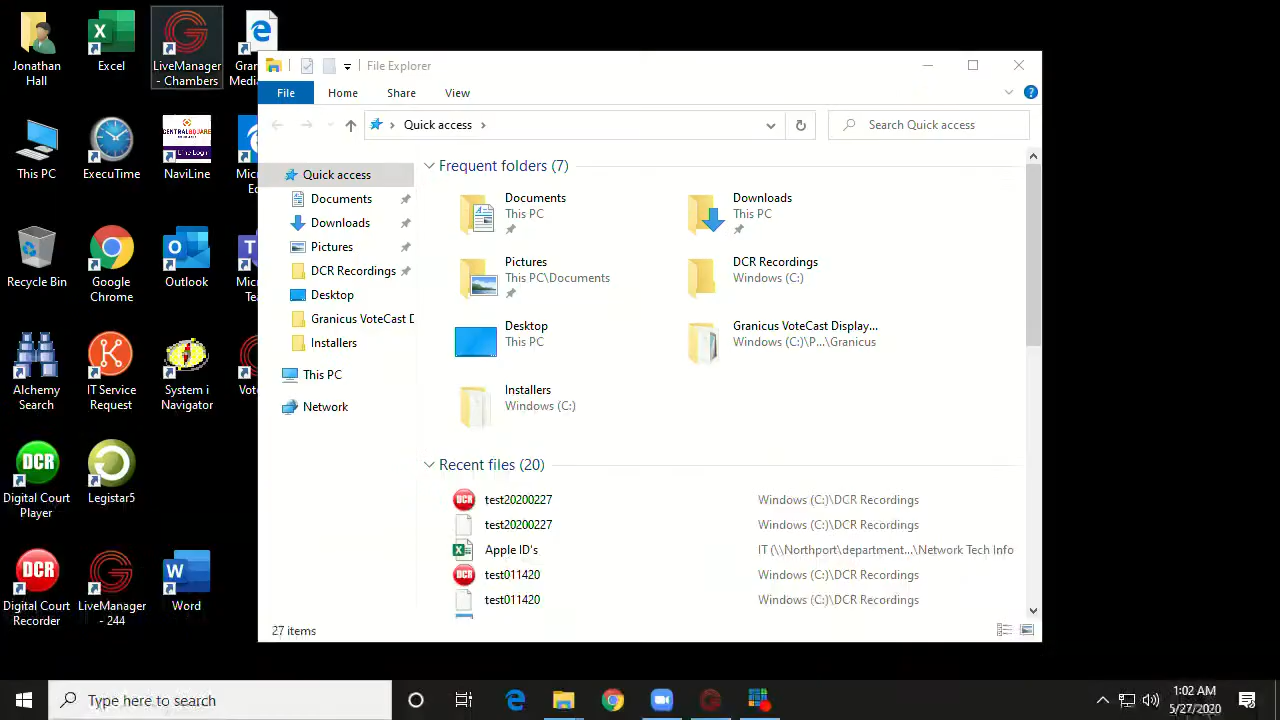 Jonathan Hall
Excel
LiveManager - Chambers
File Explorer
File
Home
Share
View
Quick access
Search Quick access
This PC
ExecuTime
CENTRALSQUARE
NaviLine
Recycle Bin
Google Chrome
Outlook
Alchemy Search
IT Service Request
System i Navigator
DCR
Digital Court Player
Legistar5
DCR
Digital Court Recorder
LiveManager - 244
Word
Quick access
Documents
Downloads
Pictures
DCR Recordings
Desktop
Granicus VoteCast D
Installers
This PC
Network
Frequent folders (7)
Documents
This PC
Downloads
This PC
Pictures
This PC\Documents
DCR Recordings
Windows (C:)
Desktop
This PC
Granicus VoteCast Display...
Windows (C:)\P...\Granicus
Installers
Windows (C:)
Recent files (20)
test20200227 Windows (C:)\DCR Recordings
test20200227 Windows (C:)\DCR Recordings
Apple ID's IT (\\Northport\department...\Network Tech Info
test011420 Windows (C:)\DCR Recordings
test011420 Windows (C:)\DCR Recordings
27 items
Type here to search
1:02 AM
5/27/2020